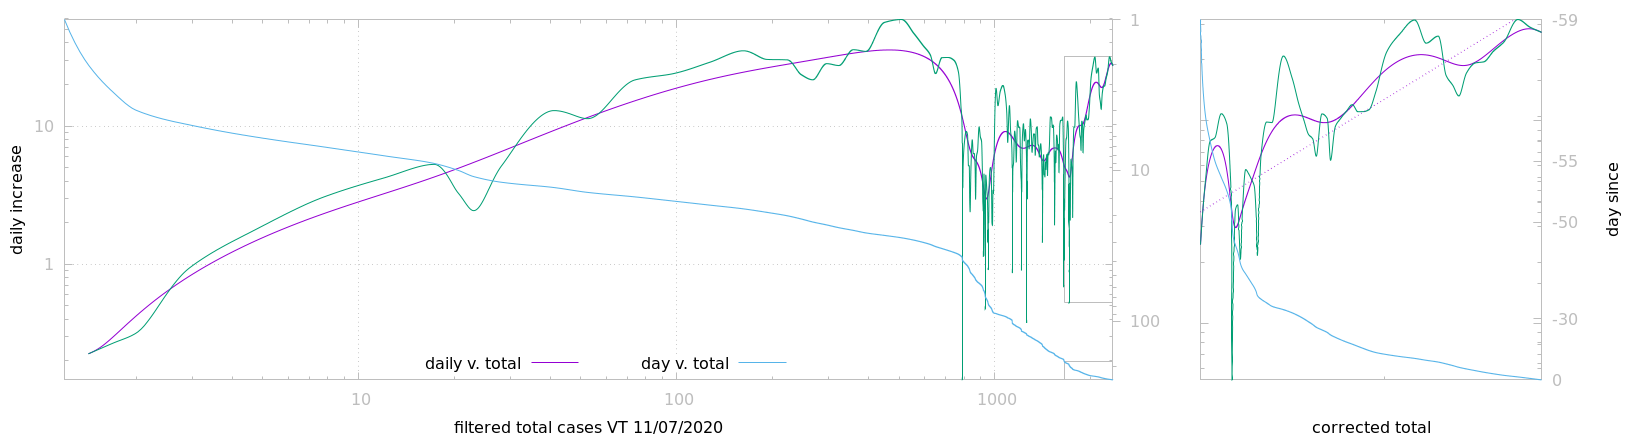 1
-59
10
daily increase
10
-55
day since
-50
1
100
-30
daily v. total
day v. total
0
10
100
1000
filtered total cases VT 11/07/2020
corrected total